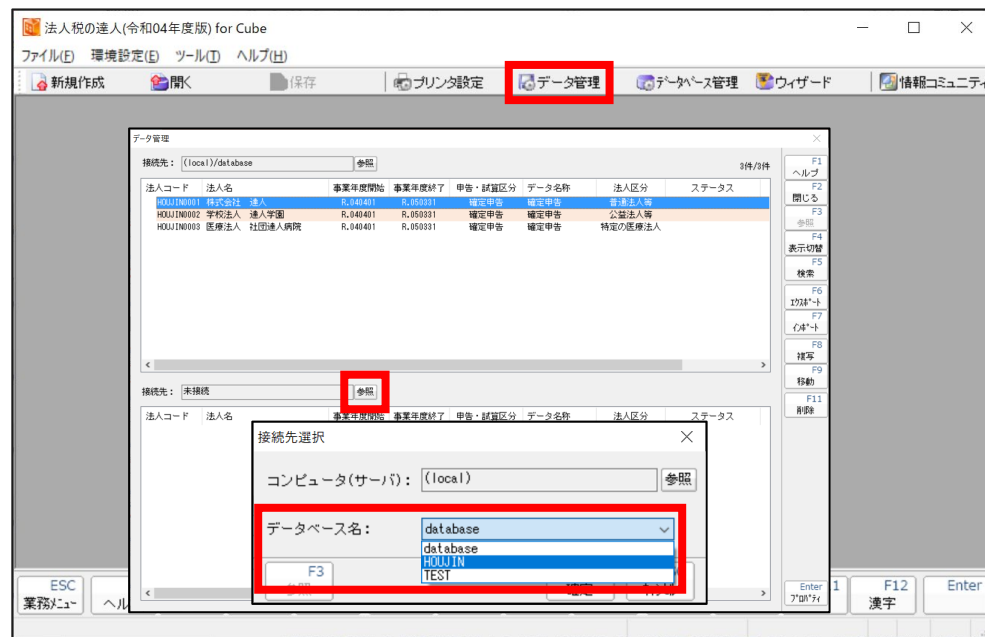 法人税の達人(令和04年度版) for Cube
ファイル(F) 環境設定(E) ツール(T) ヘルプ(H)
新規作成 開く 保存 プリンタ設定 データ管理 データベース管理 ウィザード 情報コミュニティ
データ管理
接続先: (local)/database 参照 3件/3件
法人コード 法人名 事業年度開始 事業年度終了 申告・試算区分 データ名称 法人区分 ステータス
HOUJIN0001 株式会社 達人 R.040401 R.050331 確定申告 確定申告 普通法人等
HOUJIN0002 学校法人 達人学園 R.040401 R.050331 確定申告 確定申告 公益法人等
HOUJIN0003 医療法人 社団達人病院 R.040401 R.050331 確定申告 確定申告 特定の医療法人
F1
ヘルプ
F2
閉じる
F3
参照
F4
表示切替
F5
検索
F6
エクスポート
F7
インポート
F8
複写
F9
移動
F11
削除
接続先: 未接続 参照
法人コード 法人名 事業年度開始 事業年度終了 申告・試算区分 データ名称 法人区分 ステータス
接続先選択
コンピュータ(サーバ): (local) 参照
データベース名: database
database
HOUJIN
TEST
F3
Enter
プロパティ
ESC
業務メニュー
ヘル
1
F12
漢字
Enter